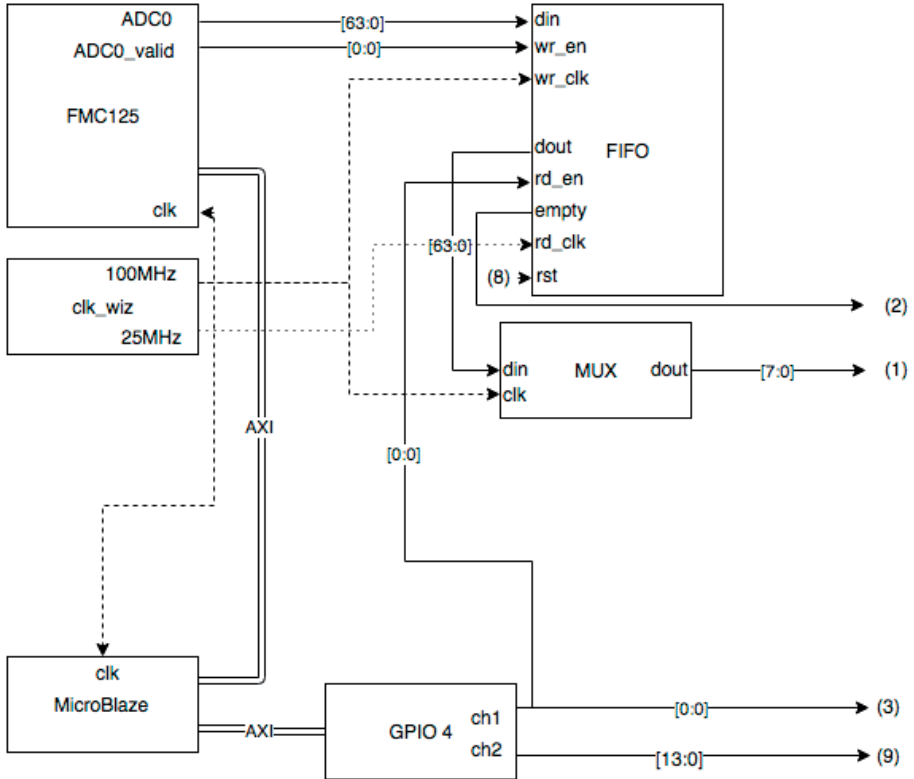 ADC0
[63:0]
din
ADC0_valid
[0:0]
wr_en
wr_clk
FMC125
dout
FIFO
rd_en
clk
empty
[63:0]
rd_clk
100MHz
(8)
rst
clk_wiz
(2)
25MHz
din
MUX
dout
[7:0]
(1)
clk
AXI
[0:0]
clk
MicroBlaze
ch1
[0:0]
(3)
AXI
GPIO 4
ch2
[13:0]
(9)